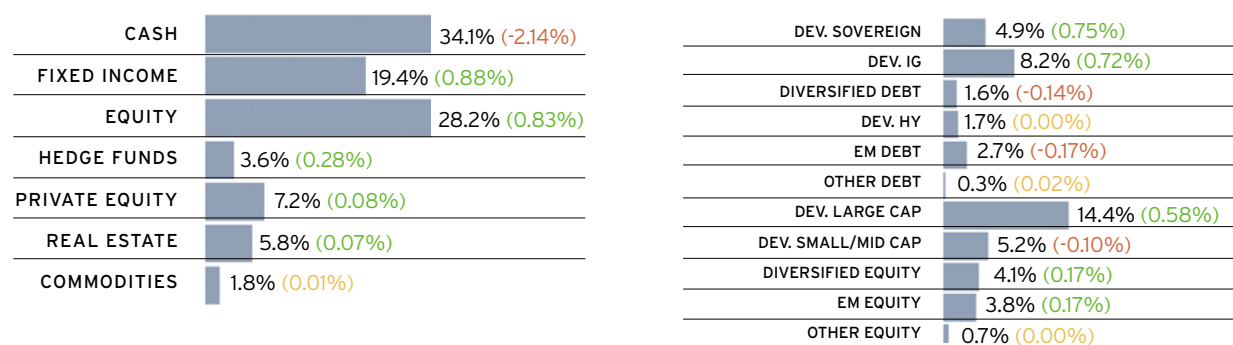 CASH 34.1% (-2.14%)
FIXED INCOME 19.4% (0.88%)
EQUITY 28.2% (0.83%)
HEDGE FUNDS 3.6% (0.28%)
PRIVATE EQUITY 7.2% (0.08%)
REAL ESTATE 5.8% (0.07%)
COMMODITIES 1.8% (0.01%)
DEV. SOVEREIGN 4.9% (0.75%)
DEV. IG 8.2% (0.72%)
DIVERSIFIED DEBT 1.6% (-0.14%)
DEV. HY 1.7% (0.00%)
EM DEBT 2.7% (-0.17%)
OTHER DEBT 0.3% (0.02%)
DEV. LARGE CAP 14.4% (0.58%)
DEV. SMALL/MID CAP 5.2% (-0.10%)
DIVERSIFIED EQUITY 4.1% (0.17%)
EM EQUITY 3.8% (0.17%)
OTHER EQUITY 0.7% (0.00%)